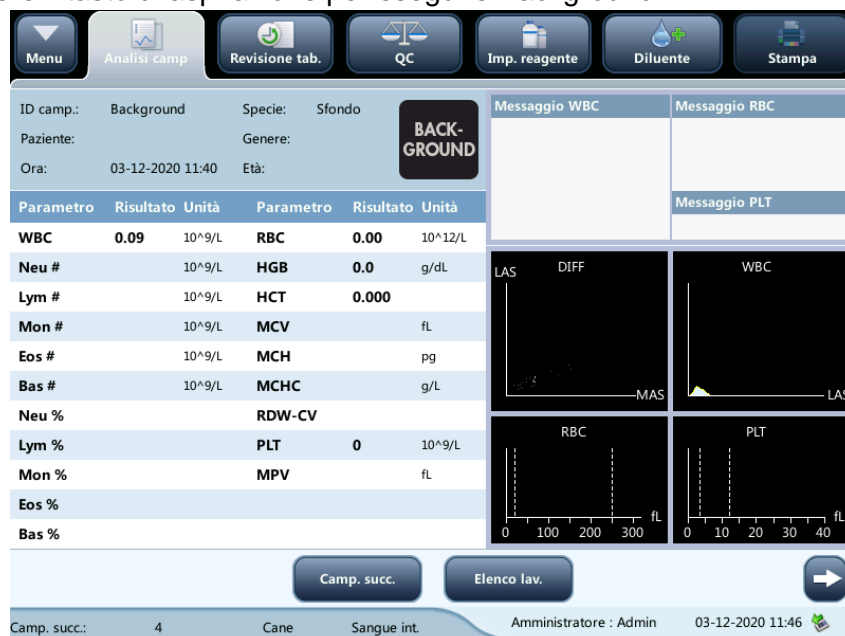 Menu
Analisi camp
Revisione tab.
QC
Imp. reagente
Diluente
Stampa
ID camp.: Background Specie: Sfondo
Paziente: Genere:
Ora: 03-12-2020 11:40 Età:
BACK-
GROUND
Messaggio WBC
Messaggio RBC
Messaggio PLT
Parametro Risultato Unità Parametro Risultato Unità
WBC 0.09 10^9/L RBC 0.00 10^12/L
Neu # 10^9/L HGB 0.0 g/dL
Lym # 10^9/L HCT 0.000
Mon # 10^9/L MCV fL
Eos # 10^9/L MCH pg
Bas # 10^9/L MCHC g/L
Neu % RDW-CV
Lym % PLT 0 10^9/L
Mon % MPV fL
Eos %
Bas %
LAS DIFF
MAS
WBC
RBC
fL
0 100 200 300
PLT
fL
0 10 20 30 40
Camp. succ. Elenco lav.
Camp. succ.: 4 Cane Sangue int. Amministratore : Admin 03-12-2020 11:46